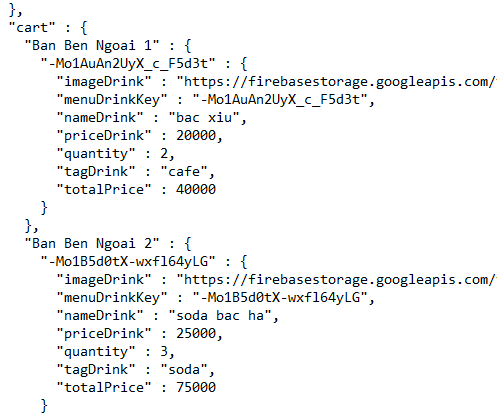 },
"cart" : {
"Ban Ben Ngoai 1" : {
"-Mo1AuAn2UyX_c_F5d3t" : {
"imageDrink" : "https://firebasestorage.googleapis.com/
"menuDrinkKey" : "-Mo1AuAn2UyX_c_F5d3t",
"nameDrink" : "bac xiu",
"priceDrink" : 20000,
"quantity" : 2,
"tagDrink" : "cafe",
"totalPrice" : 40000
}
},
"Ban Ben Ngoai 2" : {
"-Mo1B5d0tX-wxfl64yLG" : {
"imageDrink" : "https://firebasestorage.googleapis.com/
"menuDrinkKey" : "-Mo1B5d0tX-wxfl64yLG",
"nameDrink" : "soda bac ha",
"priceDrink" : 25000,
"quantity" : 3,
"tagDrink" : "soda",
"totalPrice" : 75000
}